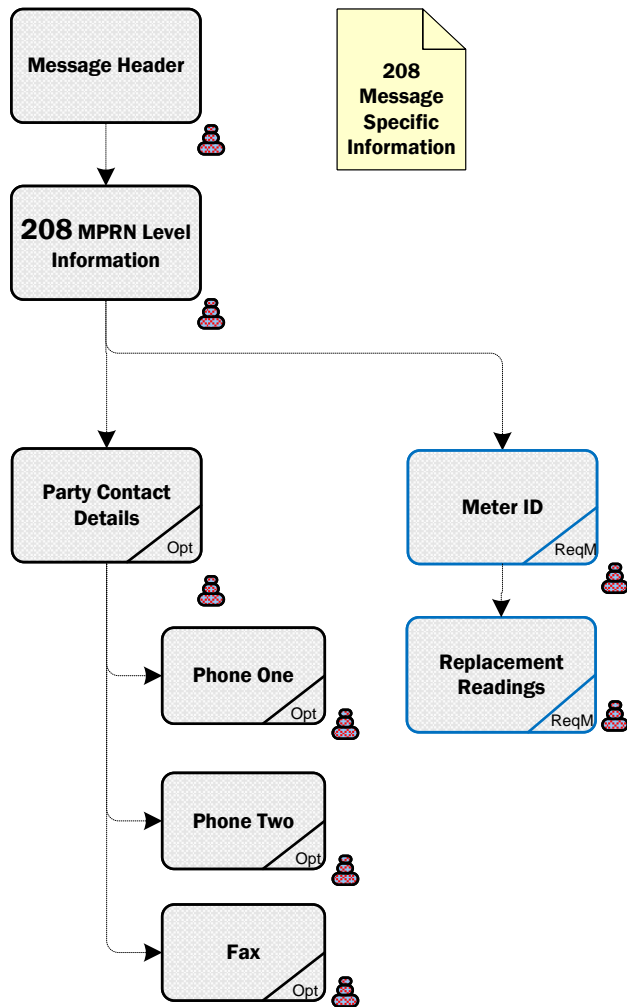 Message Header
208
Message
Specific
Information
208 MPRN Level
Information
Party Contact
Details
Opt
Meter ID
ReqM
Phone One
Opt
Replacement
Readings
ReqM
Phone Two
Opt
Fax
Opt